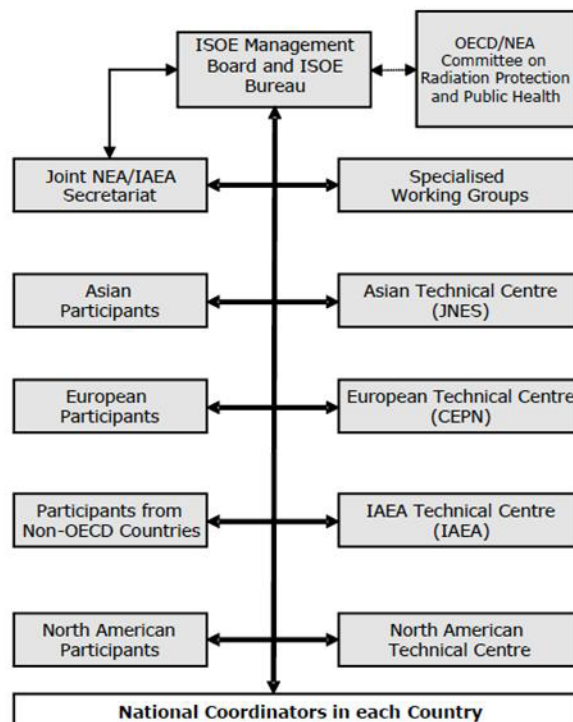 ISOE Management
Board and ISOE
Bureau
OECD/NEA
Committee on
Radiation Protection
and Public Health
Joint NEA/IAEA
Secretariat
Specialised
Working Groups
Asian
Participants
Asian Technical Centre
(JNES)
European
Participants
European Technical Centre
(CEPN)
Participants from
Non-OECD Countries
IAEA Technical Centre
(IAEA)
North American
Participants
North American
Technical Centre
National Coordinators in each Country